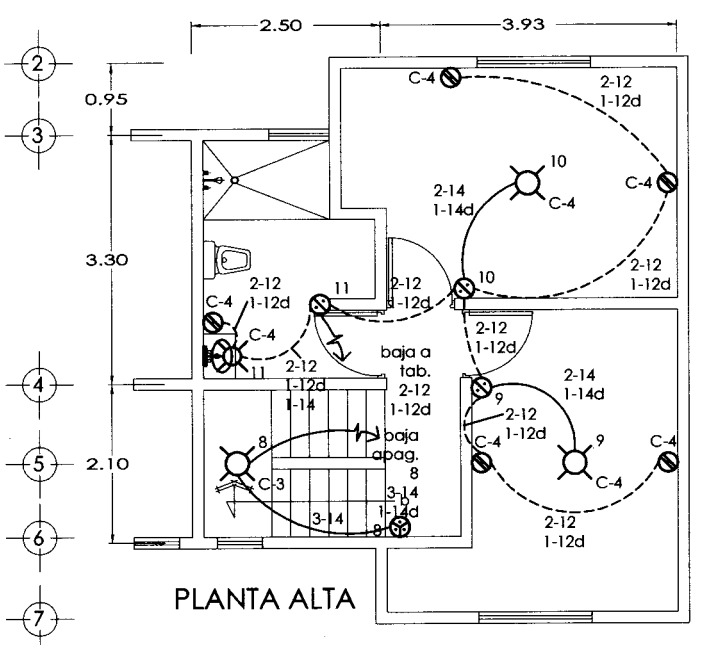 2.50
3.93
2
0.95
3
3.30
4
2.10
5
6
7
C-4
2-12
1-12d
10
C-4
2-14
1-14d
C-4
2-12
1-12d
10
2-12
1-12d
11
2-12
1-12d
C-4
C-4
11
2-12
1-12d
1-14
2-12
1-12d
baja a
tab.
2-12
1-12d
9
2-14
1-14d
2-12
1-12d
8
baja
apag.
8
3-14
1-14d
b
C-4
9
C-4
C-4
C-3
3-14
8
2-12
1-12d
PLANTA ALTA